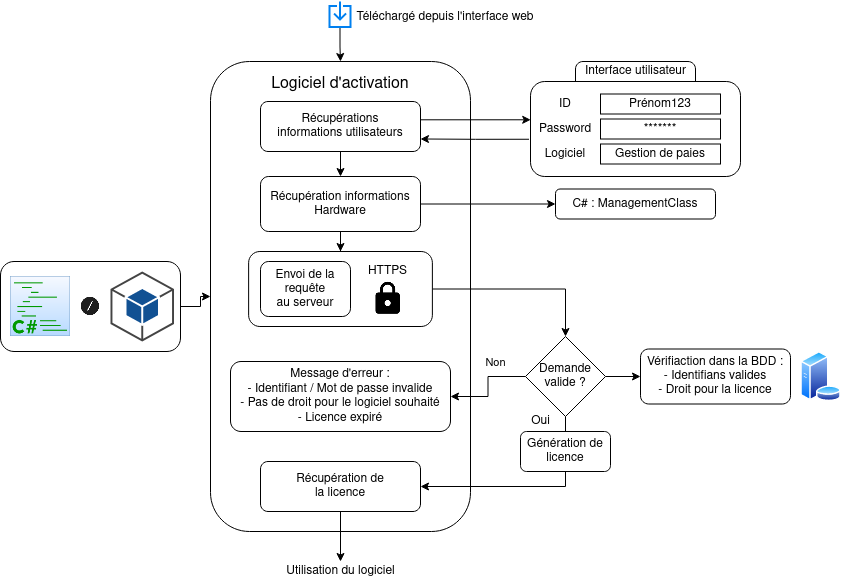 Téléchargé depuis l'interface web
Logiciel d'activation
Récupérations
informations utilisateurs
Interface utilisateur
ID
Prénom123
Password
*******
Logiciel
Gestion de paies
Récupération informations
Hardware
C# : ManagementClass
Envoi de la
requête
au serveur
HTTPS
C#
/
Demande
valide ?
Non
Oui
Vérifiaction dans la BDD :
- Identifians valides
- Droit pour la licence
Message d'erreur :
- Identifiant / Mot de passe invalide
- Pas de droit pour le logiciel souhaité
- Licence expiré
Génération de
licence
Récupération de
la licence
Utilisation du logiciel